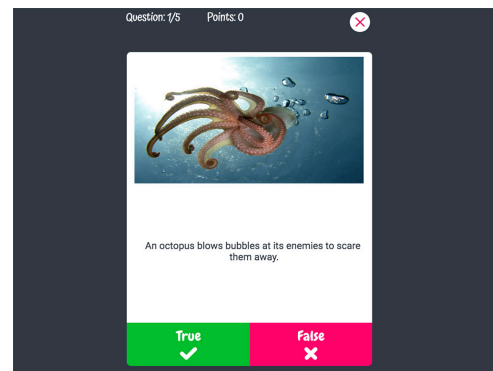 Question: 1/5 Points: 0
An octopus blows bubbles at its enemies to scare
them away.
True False